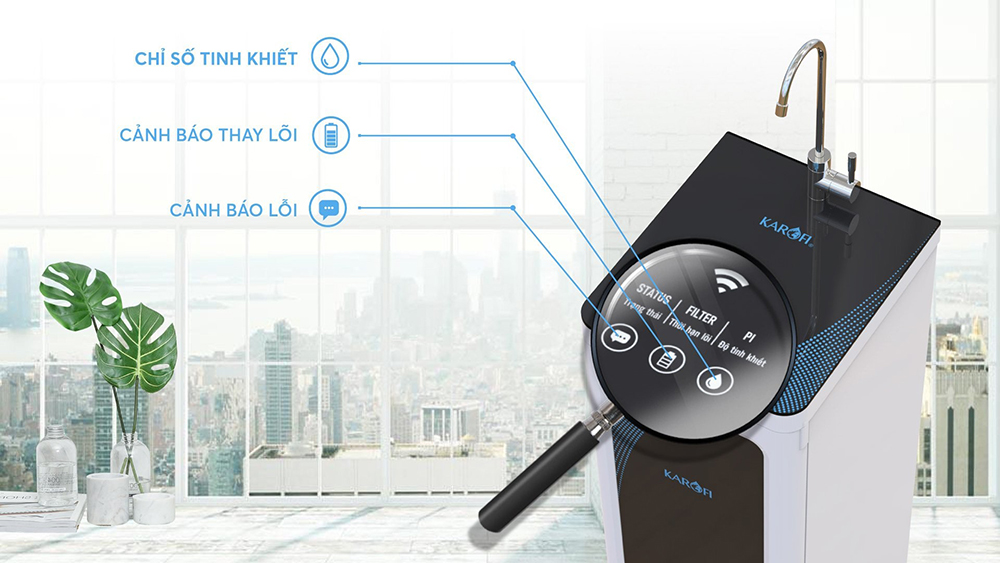 CHỈ SỐ TINH KHIẾT
CẢNH BÁO THAY LÕI
CẢNH BÁO LỖI
KAROFI
STATUS | FILTER | PI
Trạng thái | Thời hạn lõi | Độ tinh khiết
KAROFI